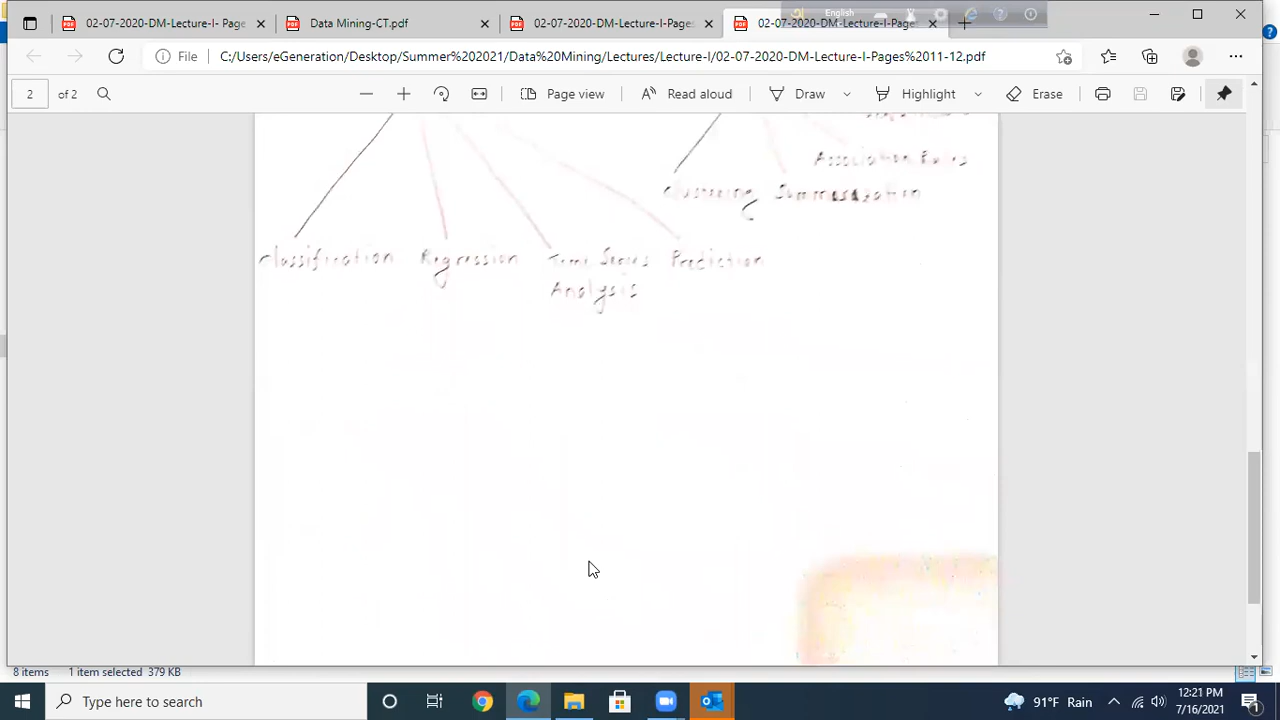 02-07-2020-DM-Lecture-I-Page
Data Mining-CT.pdf
02-07-2020-DM-Lecture-I-Page
02-07-2020-DM-Lecture-I-Page
English
File
C:/Users/eGeneration/Desktop/Summer%202021/Data%20Mining/Lectures/Lecture-I/02-07-2020-DM-Lecture-I-Pages%2011-12.pdf
2 of 2
Page view
Read aloud
Draw
Highlight
Erase
Association Rules
Clustering Summarization
Classification Regression Time Series Prediction
Analysis
8 items 1 item selected 379 KB
Type here to search
91°F Rain
12:21 PM
7/16/2021
1